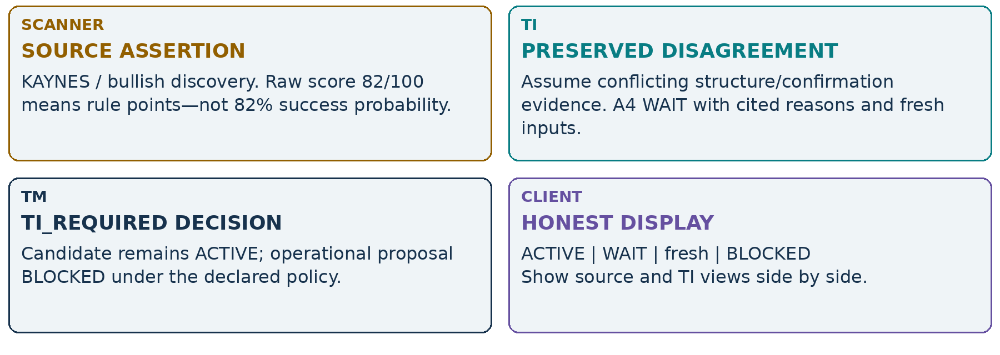 SCANNER
SOURCE ASSERTION
KAYNES / bullish discovery. Raw score 82/100
means rule points—not 82% success probability.
TI
PRESERVED DISAGREEMENT
Assume conflicting structure/confirmation
evidence. A4 WAIT with cited reasons and fresh
inputs.
TM
TI_REQUIRED DECISION
Candidate remains ACTIVE; operational proposal
BLOCKED under the declared policy.
CLIENT
HONEST DISPLAY
ACTIVE | WAIT | fresh | BLOCKED
Show source and TI views side by side.